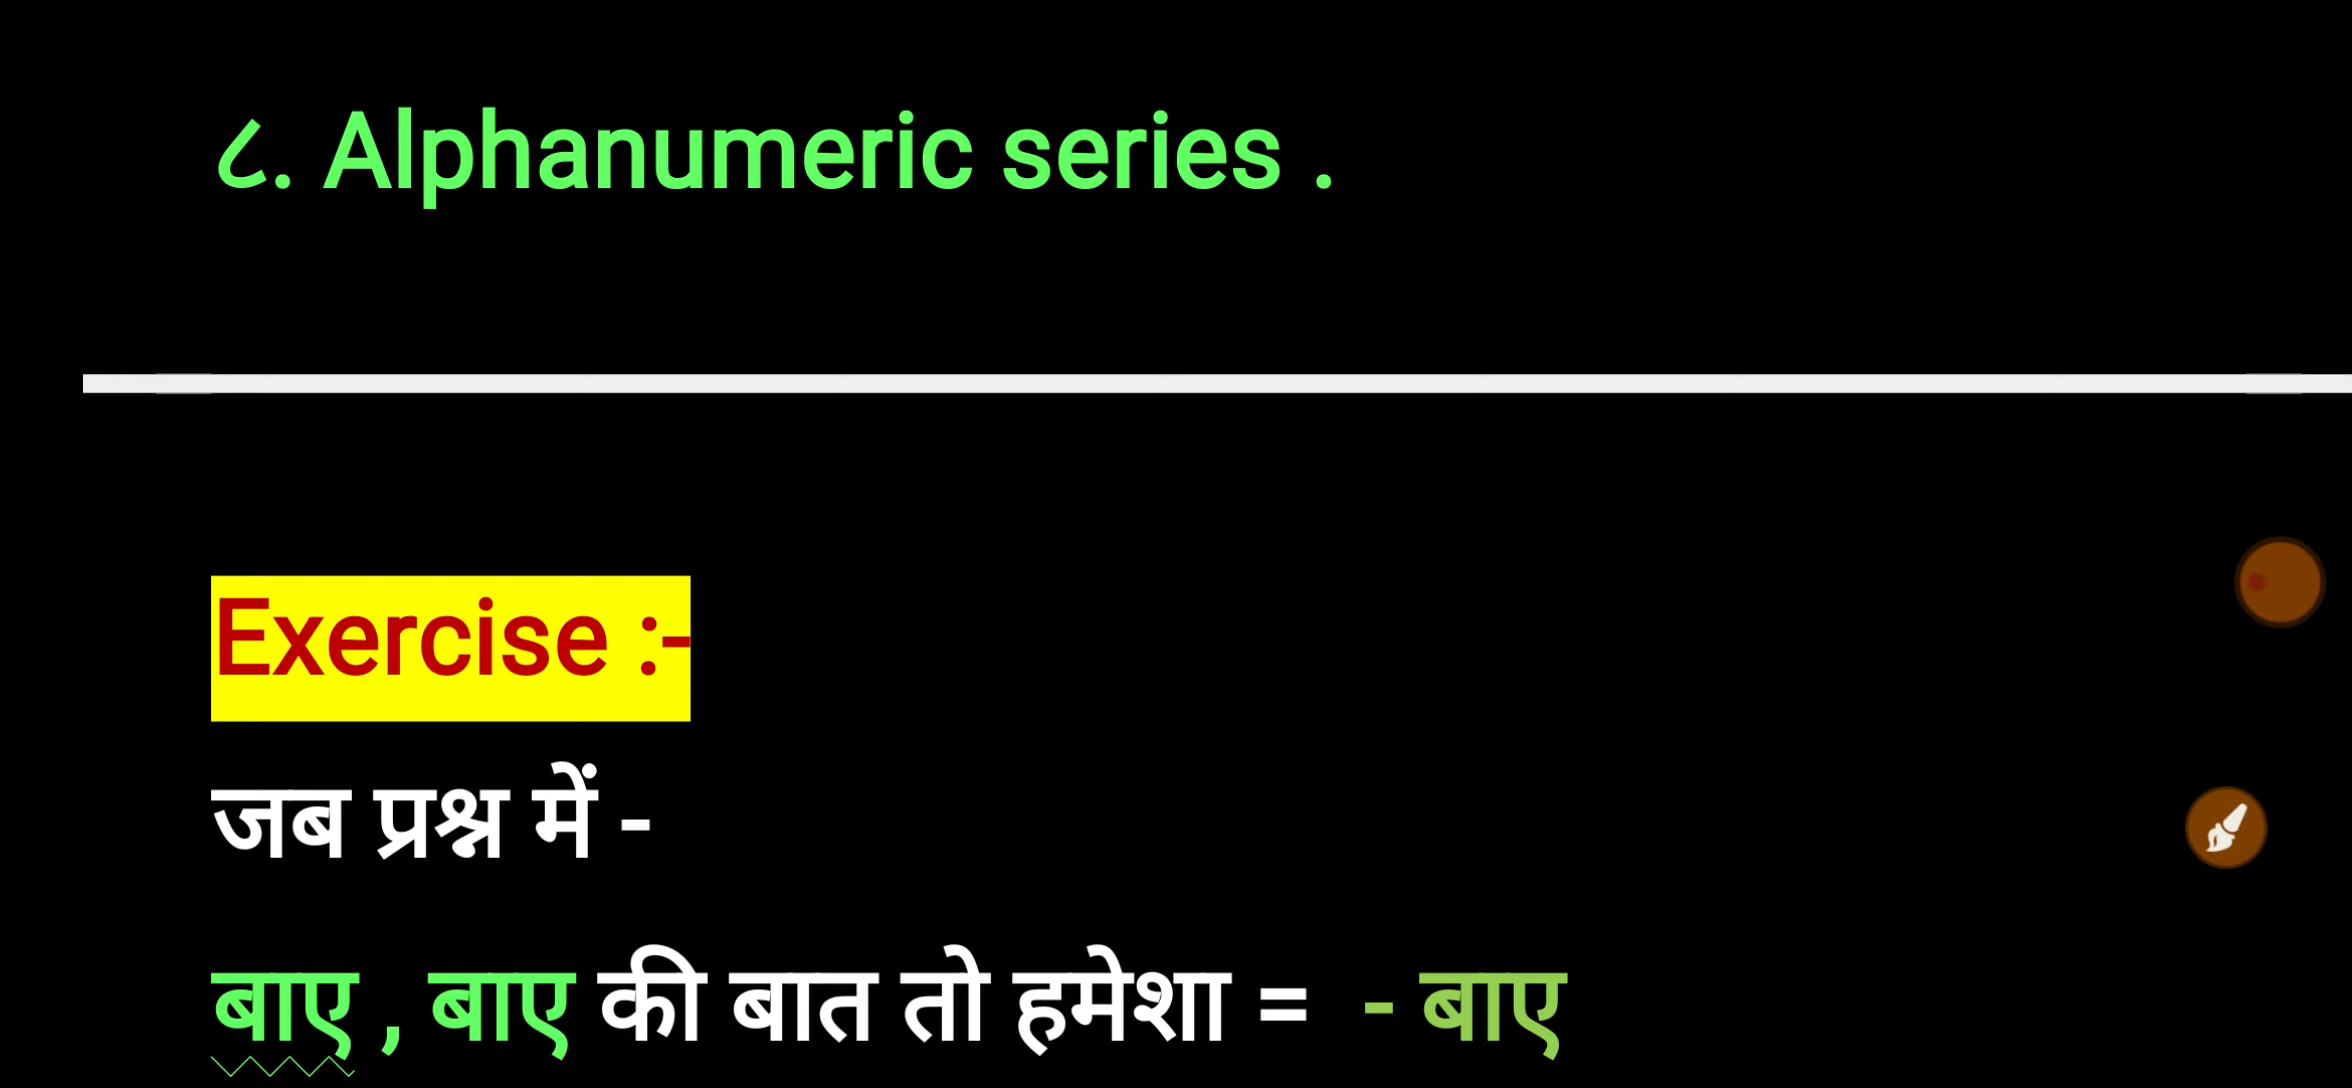 ८. Alphanumeric series .
Exercise :-
जब प्रश्न में -
बाए , बाए की बात तो हमेशा = - बाए